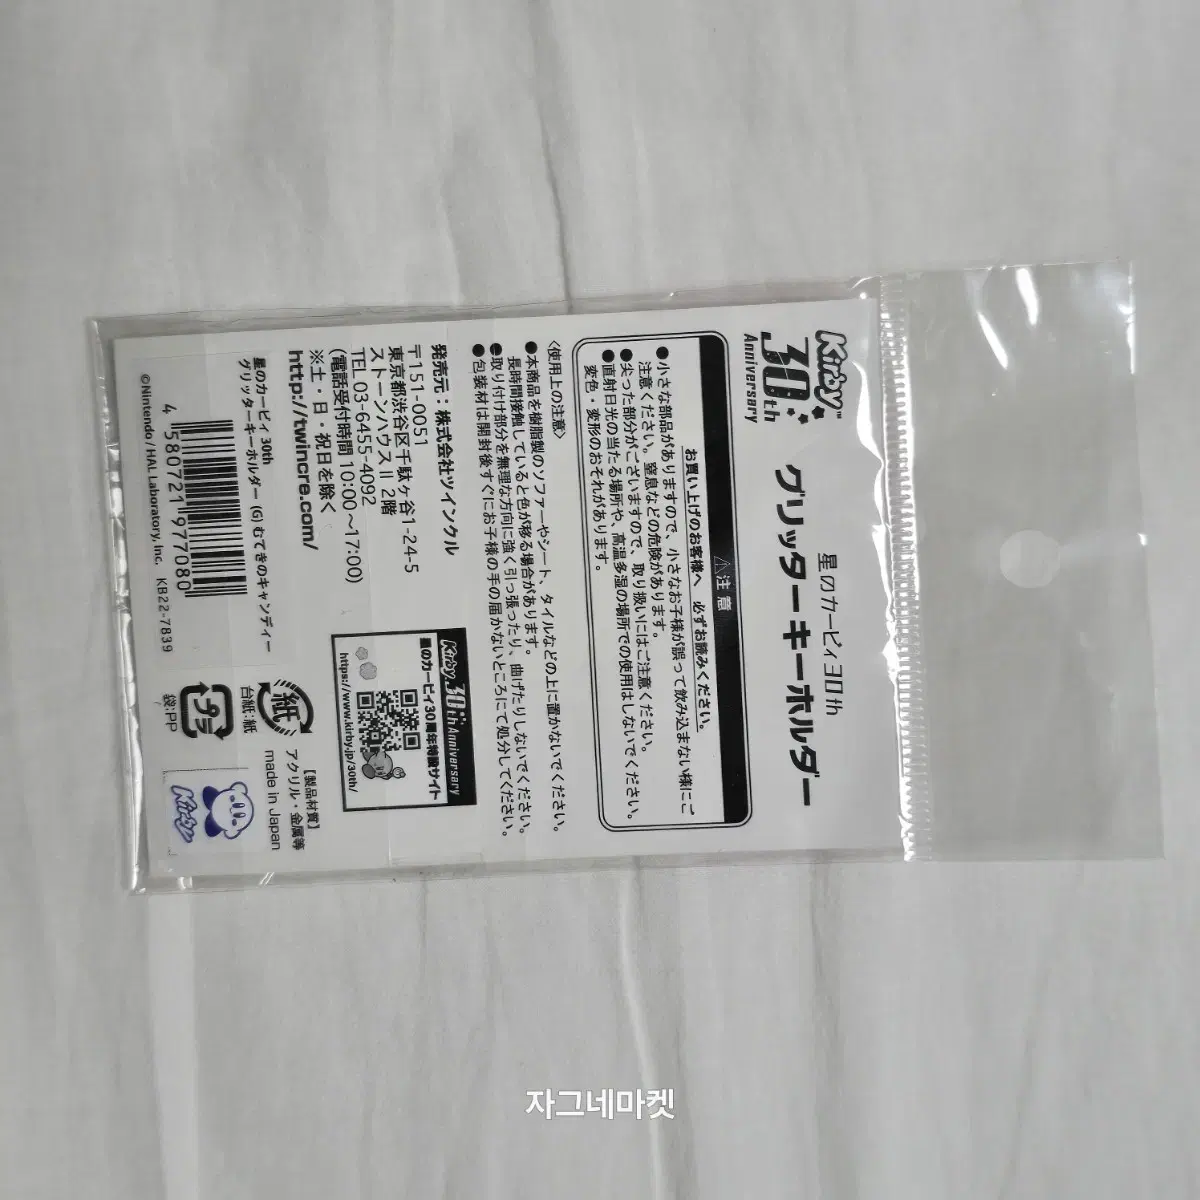 Kirby
30th
Anniversary
星のカービィ30th
グリッターキーホルダー
⚠注意
お買い上げのお客様へ 必ずお読みください。
●小さな部品がありますので、小さなお子様が誤って飲み込まない様にご
注意ください。窒息などの危険があります。
●尖った部分がございますので、取り扱いにはご注意ください。
●直射日光の当たる場所や、高温多湿の場所での使用はしないでください。
変色・変形のおそれがあります。
〈使用上の注意〉
●本商品を樹脂製のソファーやシート、タイルなどの上に置かないでください。
長時間接触していると色が移る場合があります。
●取り付け部分を無理な方向に強く引っ張ったり、曲げたりしないでください。
●包装材は開封後すぐにお子様の手の届かないところにて処分してください。
発売元:株式会社ツインクル
〒151-0051
東京都渋谷区千駄ヶ谷1-24-5
ストーンハウスⅡ 2階
TEL 03-6455-4092
(電話受付時間 10:00~17:00)
※土・日・祝日を除く
http://twincre.com/
Kirby 30th Anniversary
星のカービィ30周年特設サイト
https://www.kirby.jp/30th/
星のカービィ 30th
グリッターキーホルダー (G) むてきのキャンディー
4 580721 977080
©Nintendo / HAL Laboratory, Inc. KB22-7839
紙
台紙:紙
プラ
袋:PP
【製品材質】
アクリル・金属等
made in Japan
Kirby
자그네마켓